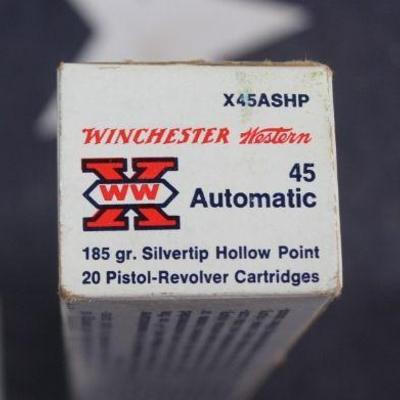 X45ASHP
WINCHESTER Western
X
WW
45
Automatic
185 gr. Silvertip Hollow Point
20 Pistol-Revolver Cartridges